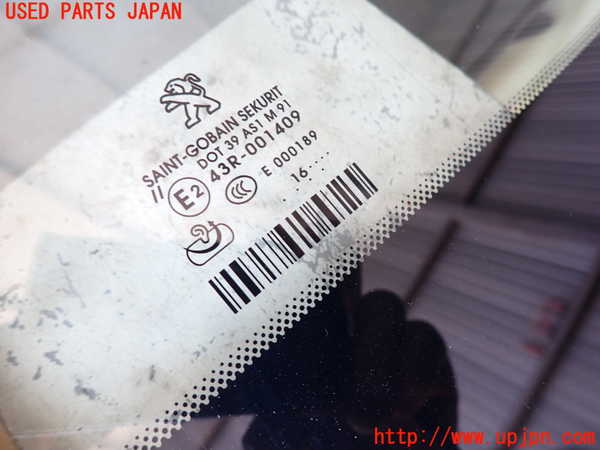 USED PARTS JAPAN
SAINT-GOBAIN SEKURIT
DOT 39 AS1 M 91
43R-001409
// E2 CCC E 000189
. 16 ....
http://www.upjpn.com